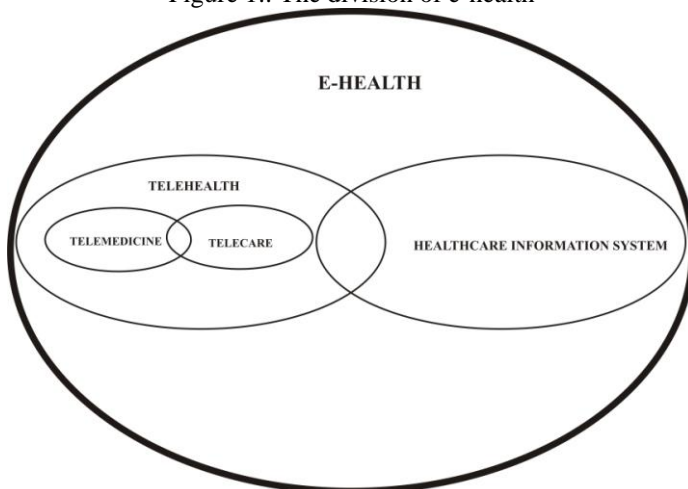 Figure 1.: The division of e-health
E-HEALTH
TELEHEALTH
TELEMEDICINE
TELECARE
HEALTHCARE INFORMATION SYSTEM